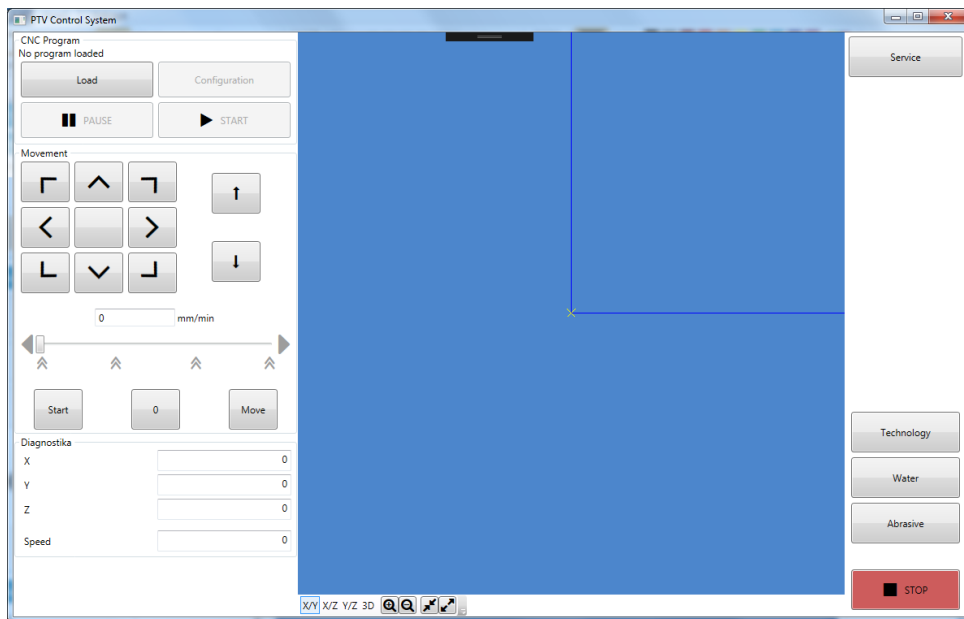 PTV Control System
CNC Program
No program loaded
Load
Configuration
PAUSE
START
Movement
0 mm/min
Start
0
Move
Diagnostika
X 0
Y 0
Z 0
Speed 0
X/Y X/Z Y/Z 3D
Service
Technology
Water
Abrasive
STOP